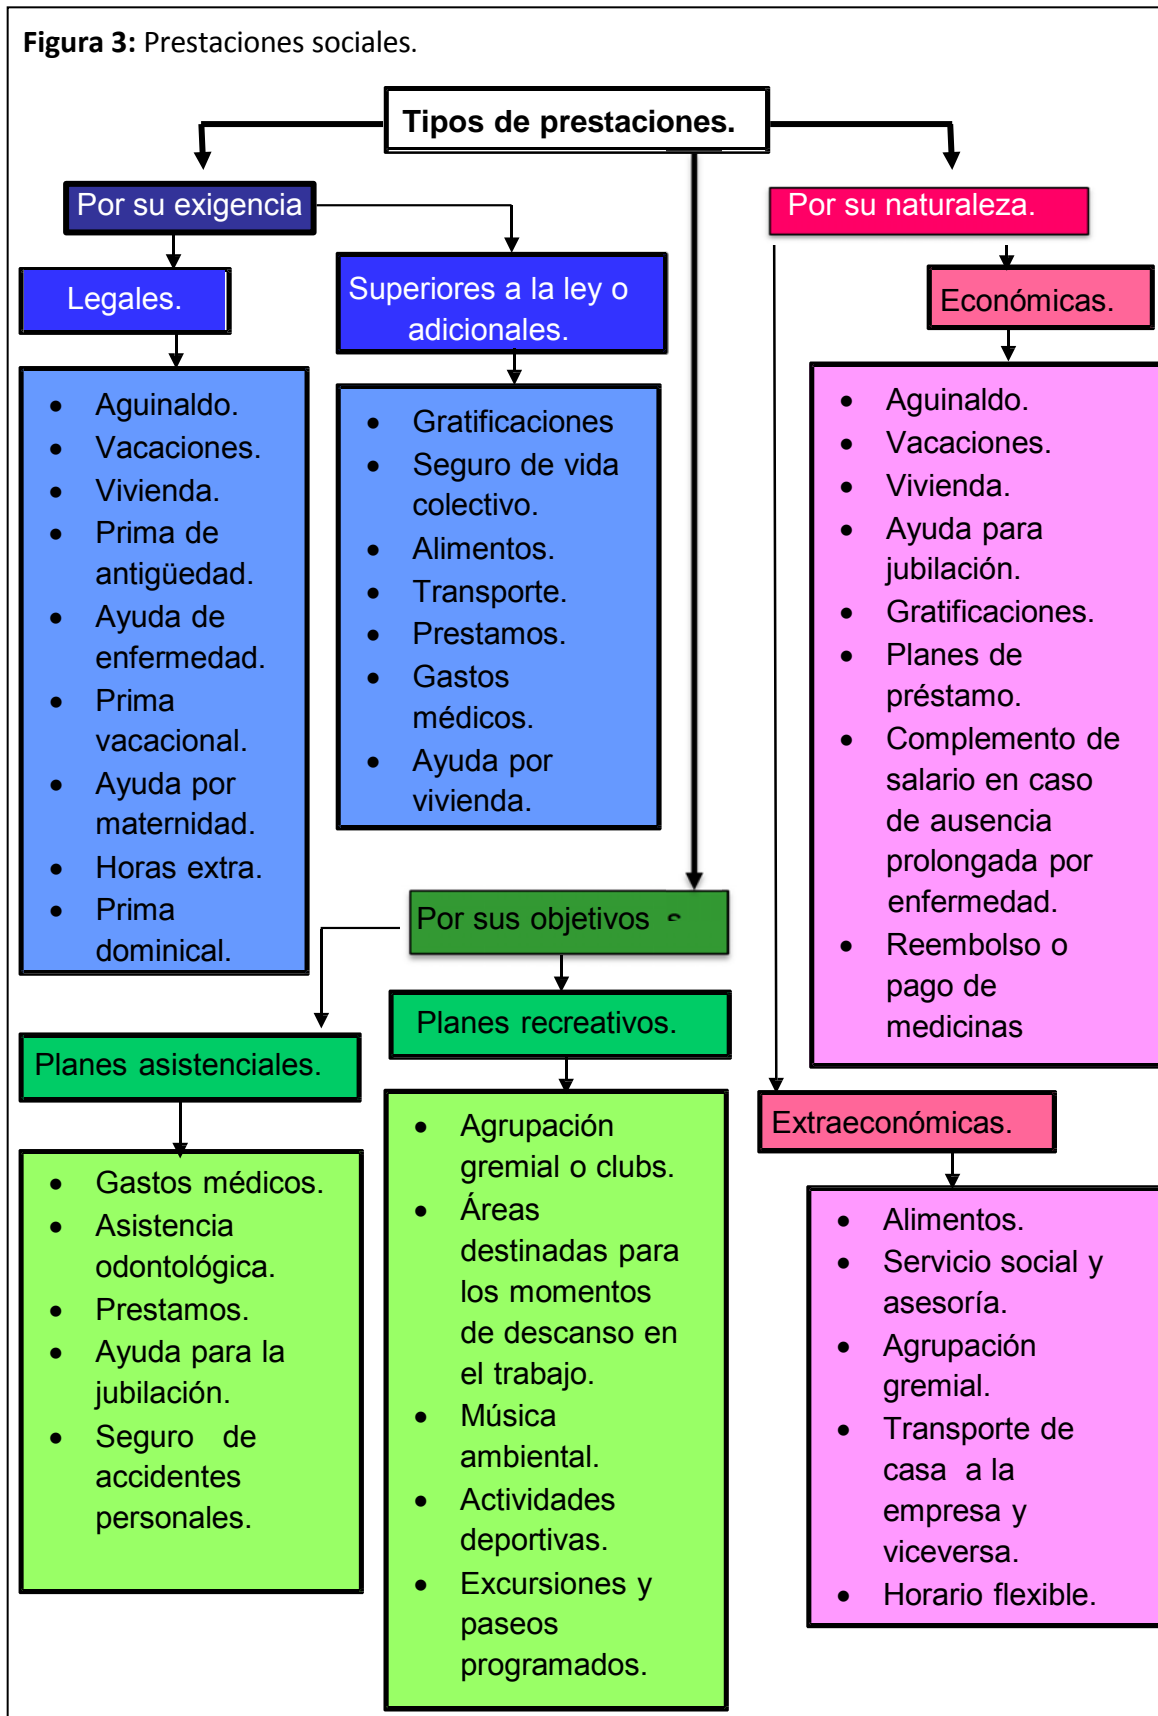 Figura 3: Prestaciones sociales.
Tipos de prestaciones.
Por su exigencia
Legales.
• Aguinaldo.
• Vacaciones.
• Vivienda.
• Prima de
antigüedad.
• Ayuda de
enfermedad.
• Prima
vacacional.
• Ayuda por
maternidad.
• Horas extra.
• Prima
dominical.
Superiores a la ley o
adicionales.
• Gratificaciones
• Seguro de vida
colectivo.
• Alimentos.
• Transporte.
• Prestamos.
• Gastos
médicos.
• Ayuda por
vivienda.
Por su naturaleza.
Económicas.
• Aguinaldo.
• Vacaciones.
• Vivienda.
• Ayuda para
jubilación.
• Gratificaciones.
• Planes de
préstamo.
• Complemento de
salario en caso
de ausencia
prolongada por
enfermedad.
• Reembolso o
pago de
medicinas
Extraeconómicas.
• Alimentos.
• Servicio social y
asesoría.
• Agrupación
gremial.
• Transporte de
casa a la
empresa y
viceversa.
• Horario flexible.
Por sus objetivos
Planes asistenciales.
• Gastos médicos.
• Asistencia
odontológica.
• Prestamos.
• Ayuda para la
jubilación.
• Seguro de
accidentes
personales.
Planes recreativos.
• Agrupación
gremial o clubs.
• Áreas
destinadas para
los momentos
de descanso en
el trabajo.
• Música
ambiental.
• Actividades
deportivas.
• Excursiones y
paseos
programados.